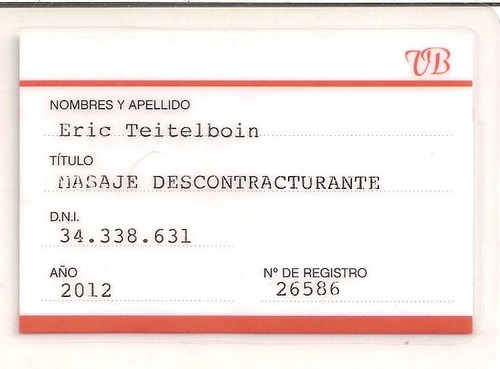 VB
NOMBRES Y APELLIDO
Eric Teitelboin
TÍTULO
MASAJE DESCONTRACTURANTE
D.N.I.
34.338.631
AÑO
2012
Nº DE REGISTRO
26586